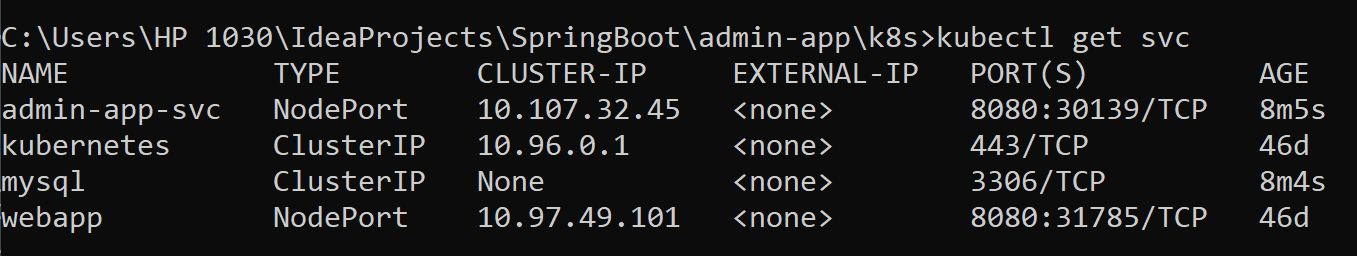 C:\Users\HP 1030\IdeaProjects\SpringBoot\admin-app\k8s>kubectl get svc
NAME TYPE CLUSTER-IP EXTERNAL-IP PORT(S) AGE
admin-app-svc NodePort 10.107.32.45 <none> 8080:30139/TCP 8m5s
kubernetes ClusterIP 10.96.0.1 <none> 443/TCP 46d
mysql ClusterIP None <none> 3306/TCP 8m4s
webapp NodePort 10.97.49.101 <none> 8080:31785/TCP 46d